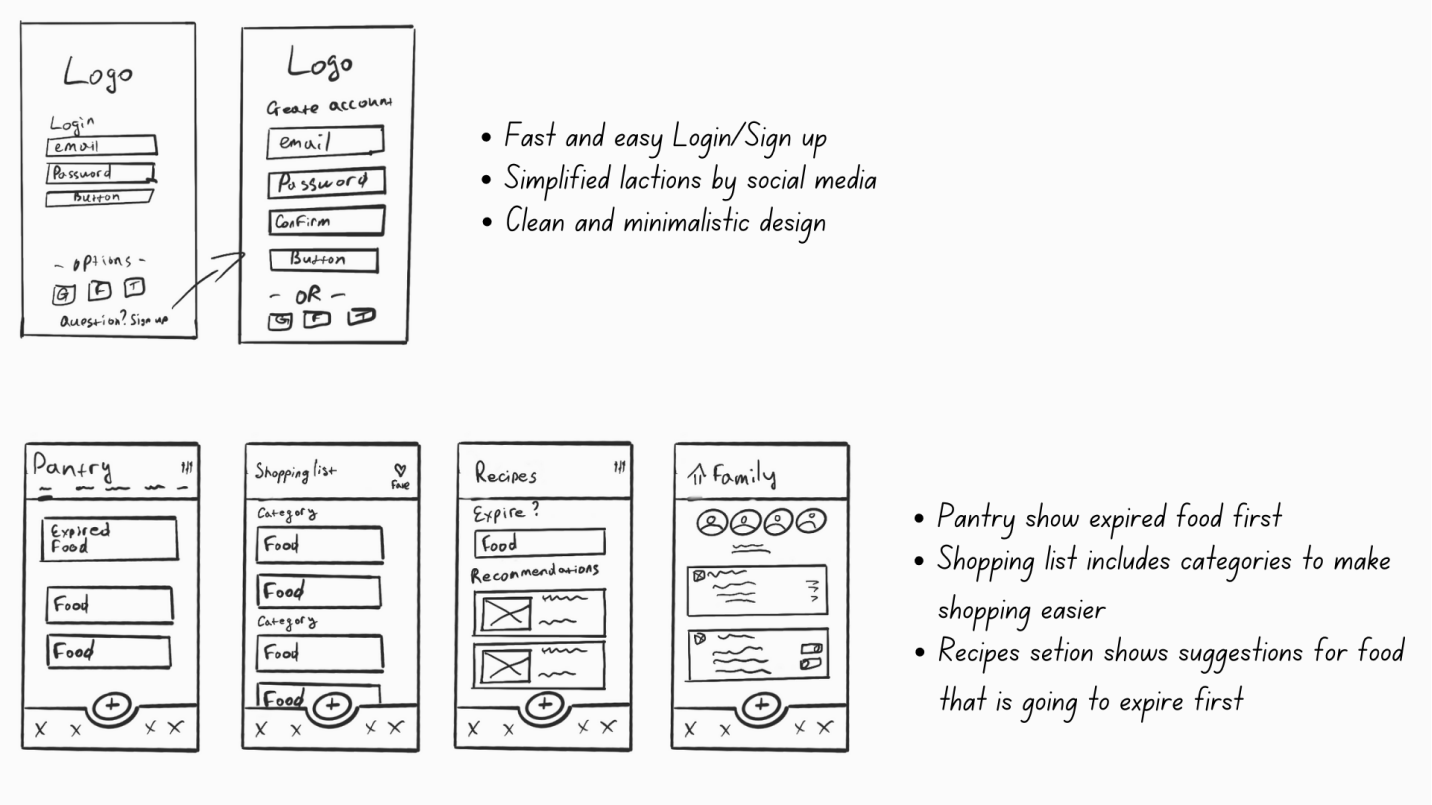 Logo
Login
email
Password
Button
- options -
G F T
Question? Sign up
Logo
Create account
email
Password
Confirm
Button
- OR -
G F T
• Fast and easy Login/Sign up
• Simplified lactions by social media
• Clean and minimalistic design
Pantry
Expired
Food
Food
Food
+
X X X X
Shopping list
Fave
Category
Food
Food
Category
Food
Food
+
X X X X
Recipes
Expire?
Food
Recommendations
+
X X X X
Family
+
X X X X
• Pantry show expired food first
• Shopping list includes categories to make
shopping easier
• Recipes setion shows suggestions for food
that is going to expire first